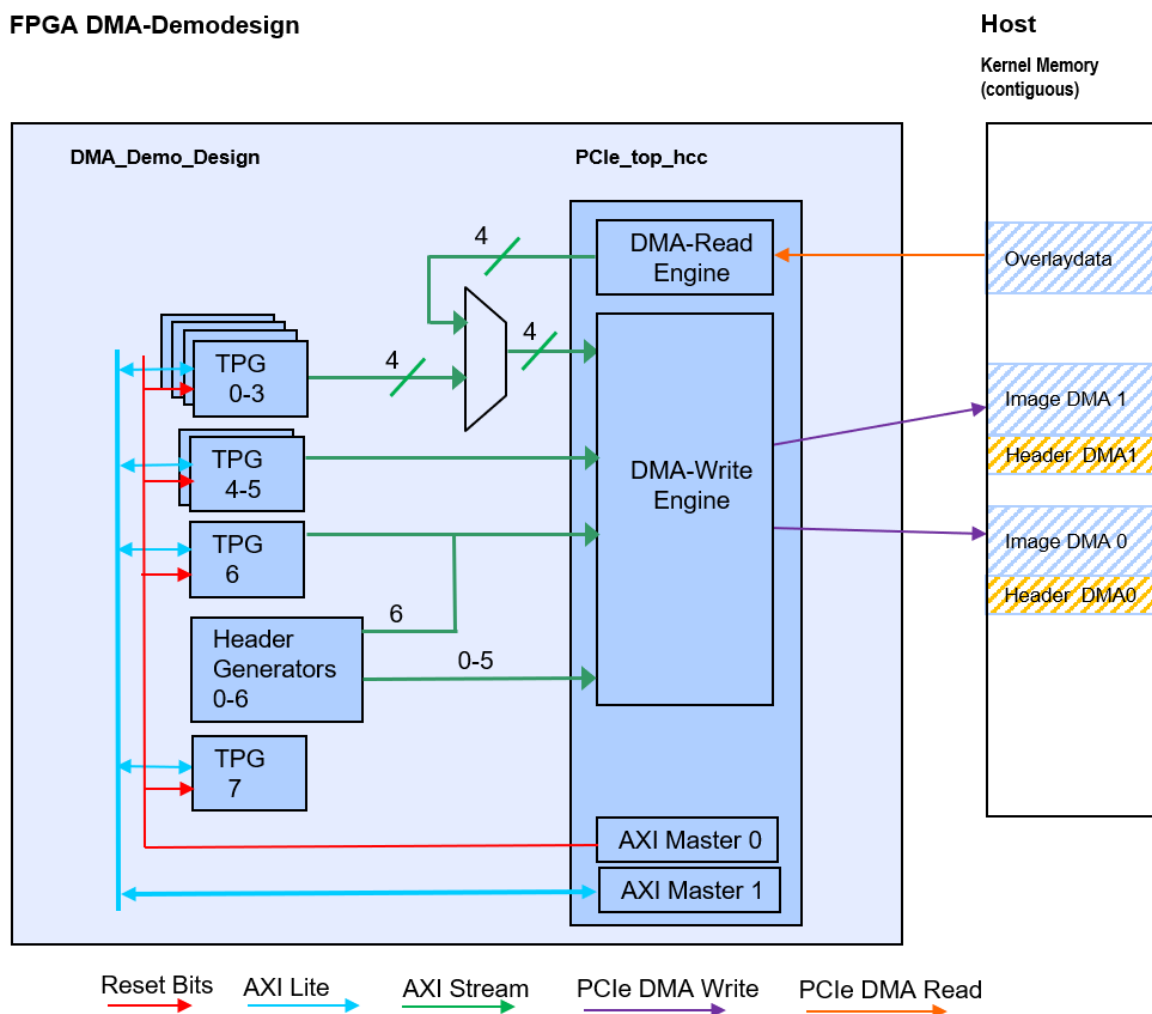 FPGA DMA-Demodesign
Host
Kernel Memory
(contiguous)
DMA_Demo_Design
PCIe_top_hcc
4
DMA-Read
Engine
Overlaydata
4
4
TPG
0-3
Image DMA 1
Header DMA1
TPG
4-5
DMA-Write
Engine
TPG
6
Image DMA 0
Header DMA0
6
Header
Generators
0-6
0-5
TPG
7
AXI Master 0
AXI Master 1
Reset Bits
AXI Lite
AXI Stream
PCIe DMA Write
PCIe DMA Read